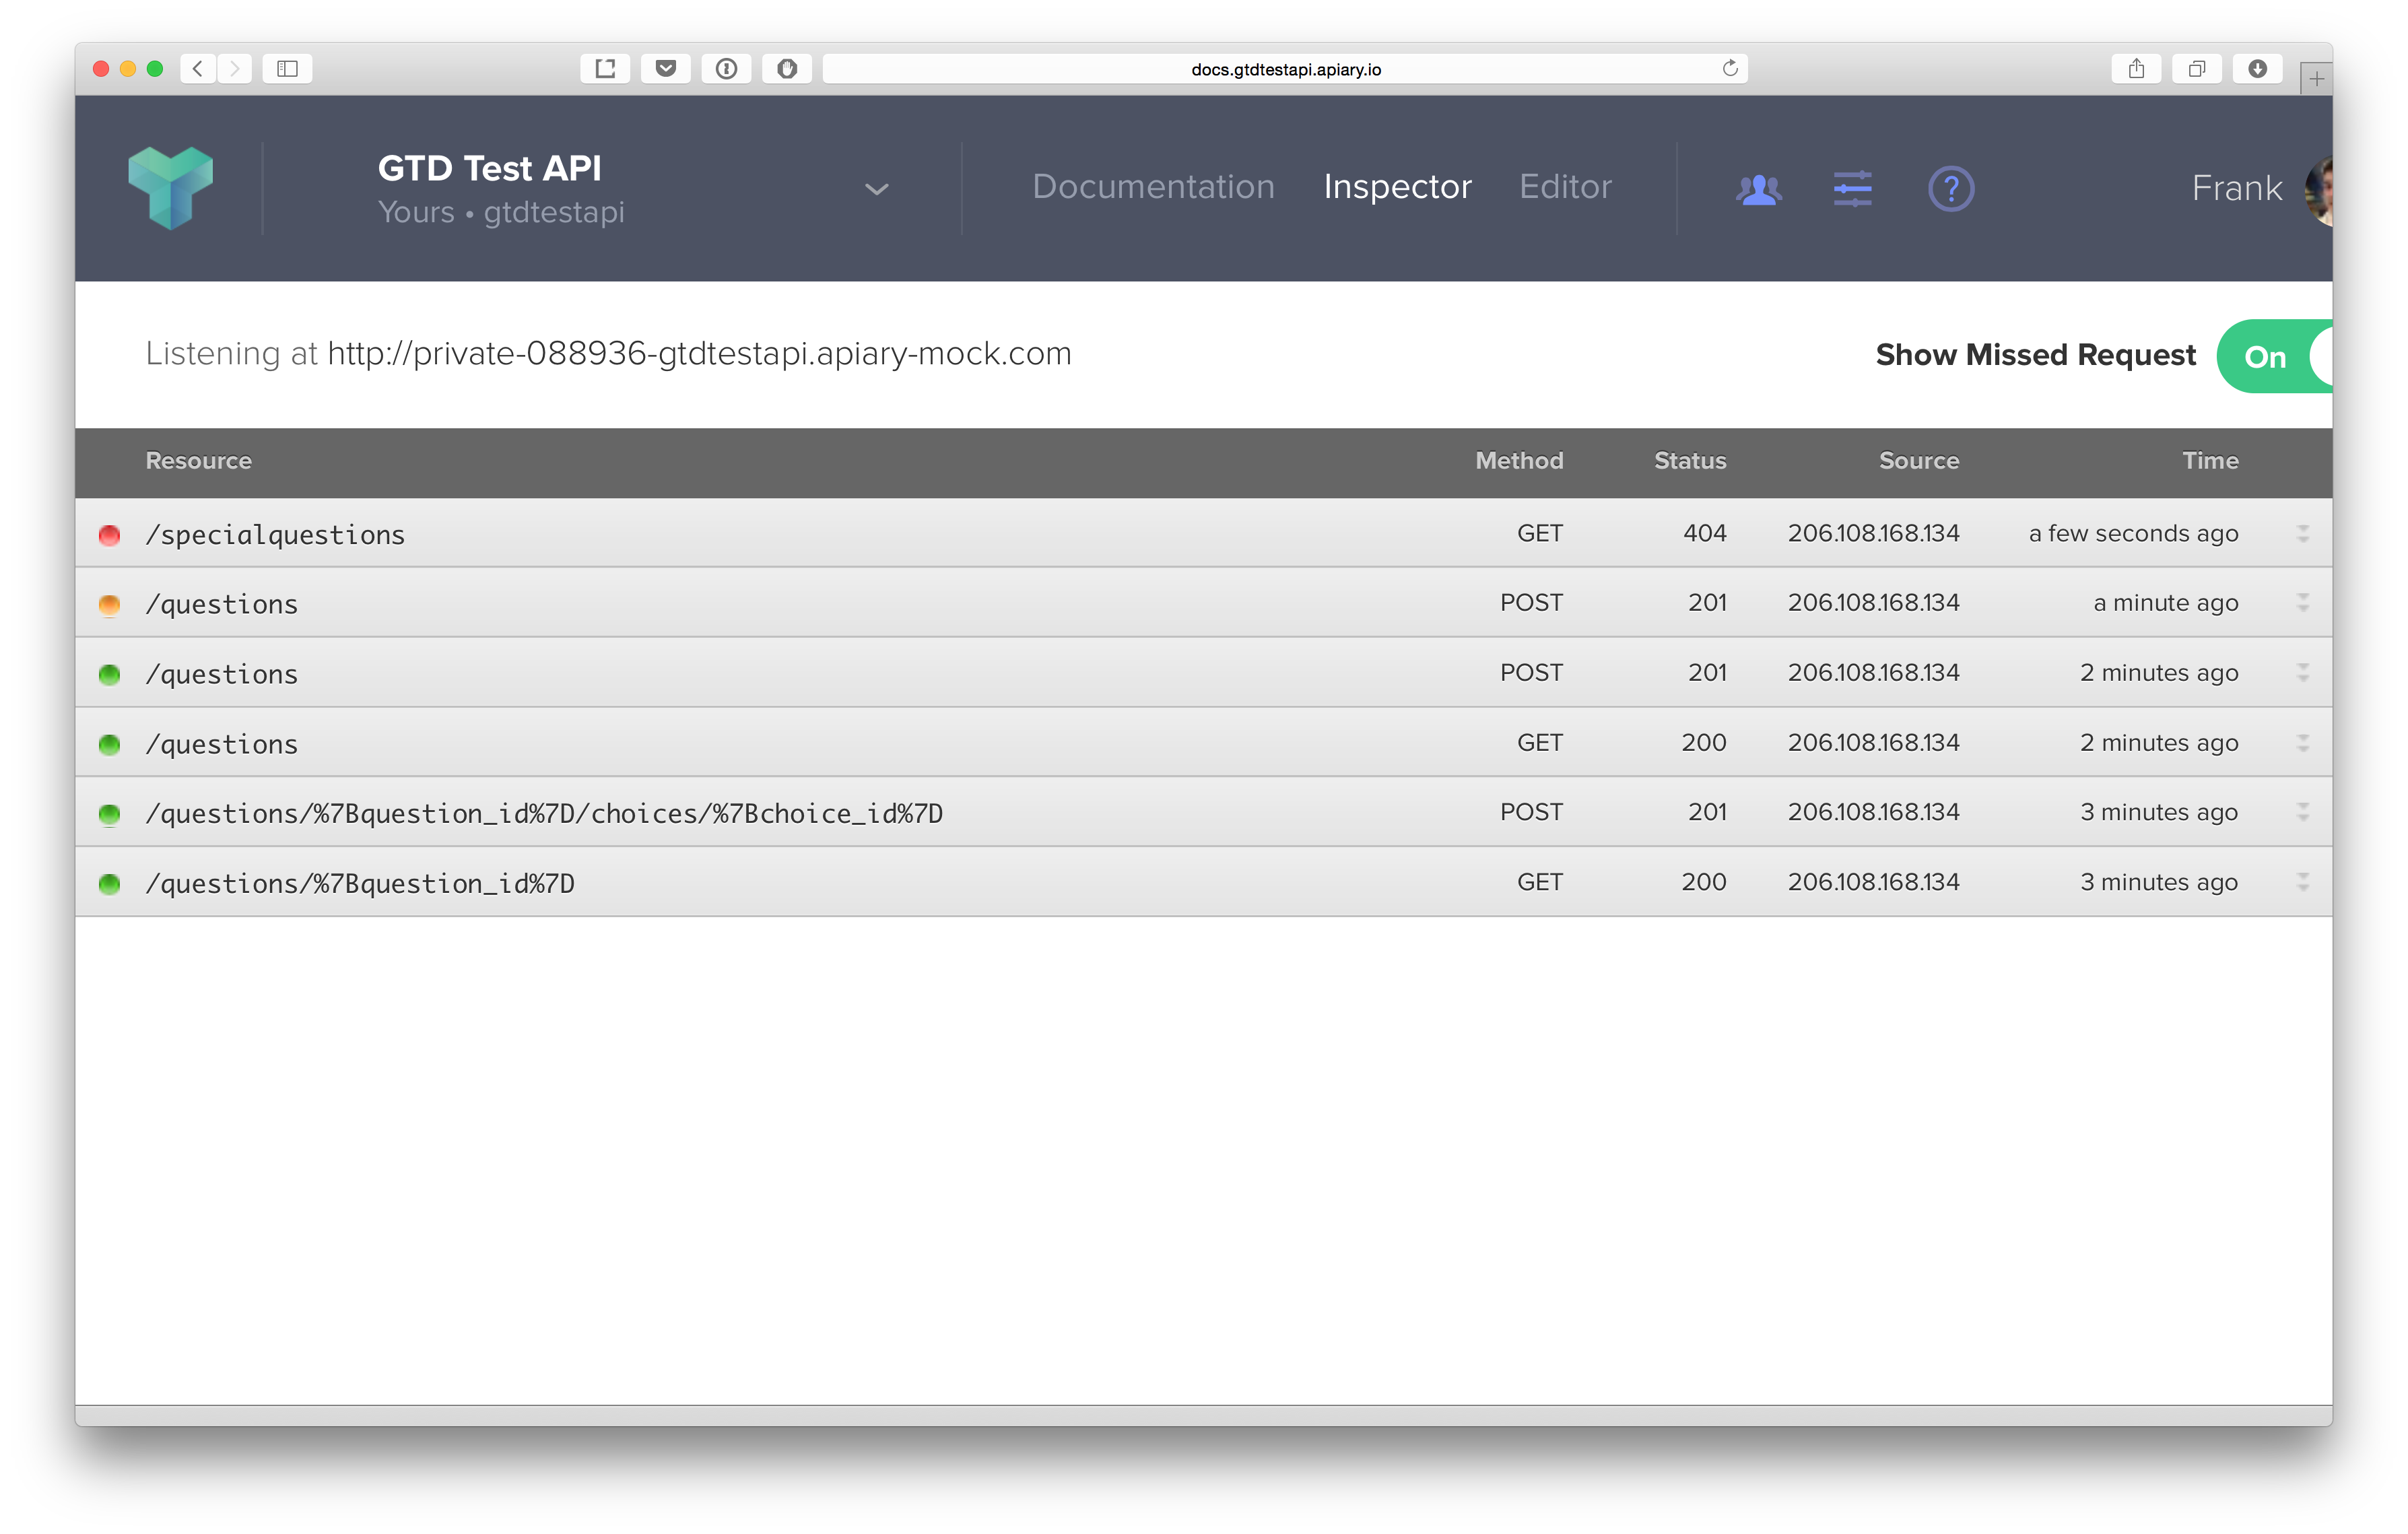 docs.gtdtestapi.apiary.io
GTD Test API
Yours • gtdtestapi
Documentation Inspector Editor
Frank
Listening at http://private-088936-gtdtestapi.apiary-mock.com
Show Missed Request On
Resource Method Status Source Time
/specialquestions GET 404 206.108.168.134 a few seconds ago
/questions POST 201 206.108.168.134 a minute ago
/questions POST 201 206.108.168.134 2 minutes ago
/questions GET 200 206.108.168.134 2 minutes ago
/questions/%7Bquestion_id%7D/choices/%7Bchoice_id%7D POST 201 206.108.168.134 3 minutes ago
/questions/%7Bquestion_id%7D GET 200 206.108.168.134 3 minutes ago